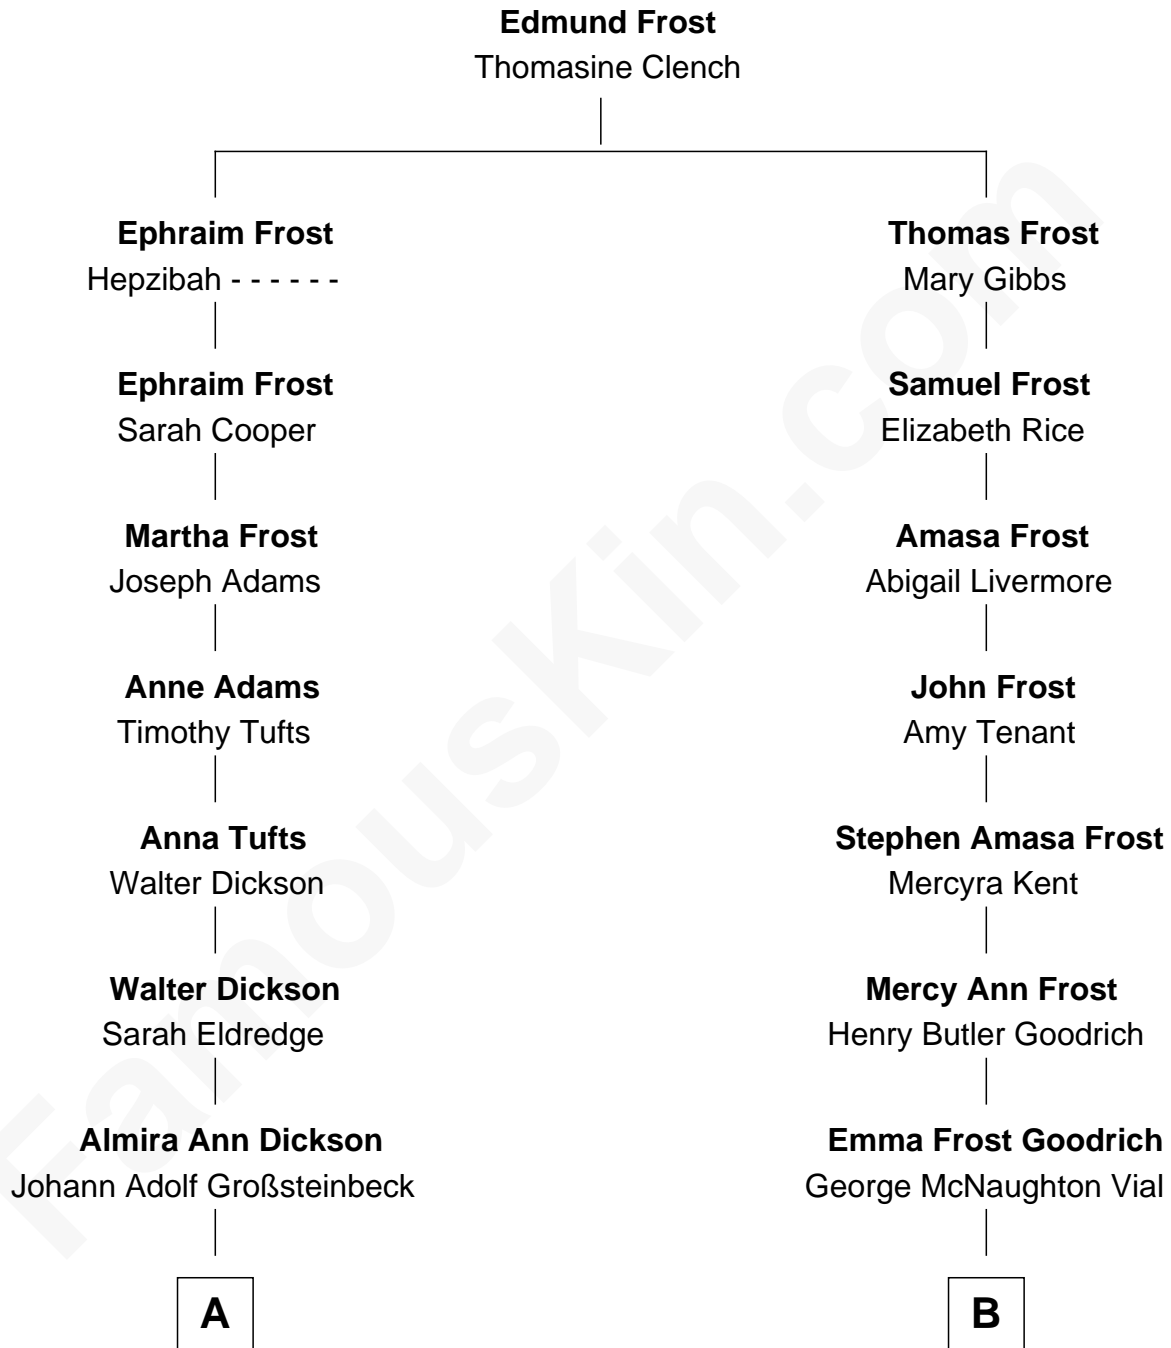 Edmund Frost
Thomasine Clench
Ephraim Frost
Hepzibah - - - - - -
Thomas Frost
Mary Gibbs
Ephraim Frost
Sarah Cooper
Samuel Frost
Elizabeth Rice
Martha Frost
Joseph Adams
Amasa Frost
Abigail Livermore
Anne Adams
Timothy Tufts
John Frost
Amy Tenant
Anna Tufts
Walter Dickson
Stephen Amasa Frost
Mercyra Kent
Walter Dickson
Sarah Eldredge
Mercy Ann Frost
Henry Butler Goodrich
Almira Ann Dickson
Johann Adolf Großsteinbeck
Emma Frost Goodrich
George McNaughton Vial
A
B
FamousKin.com